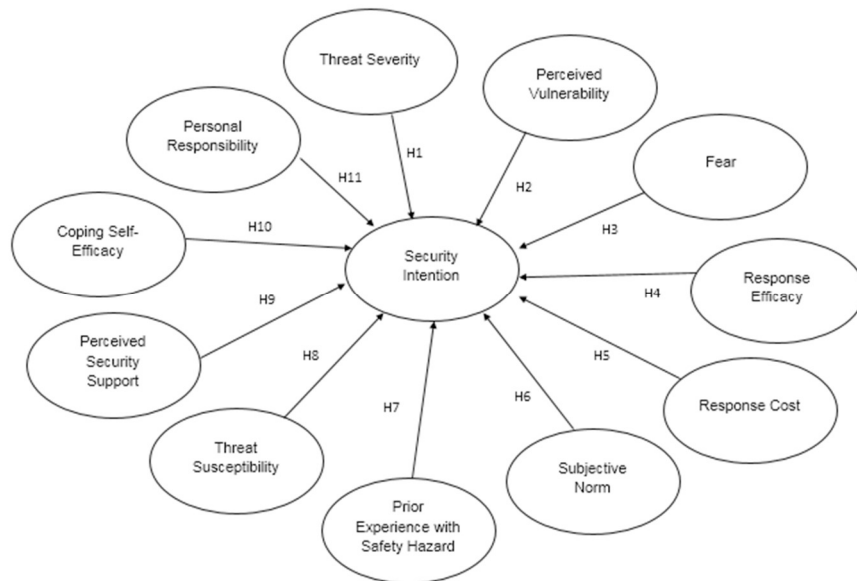 Threat Severity
Perceived
Vulnerability
Personal
Responsibility
Fear
H1
H11
H2
Coping Self-
Efficacy
H10
H3
Security
Intention
Response
Efficacy
H4
H9
Perceived
Security
Support
H8
H5
Response Cost
H7
H6
Threat
Susceptibility
Subjective
Norm
Prior
Experience with
Safety Hazard